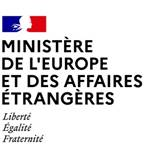 MINISTÈRE
DE L'EUROPE
ET DES AFFAIRES
ÉTRANGÈRES
Liberté
Égalité
Fraternité